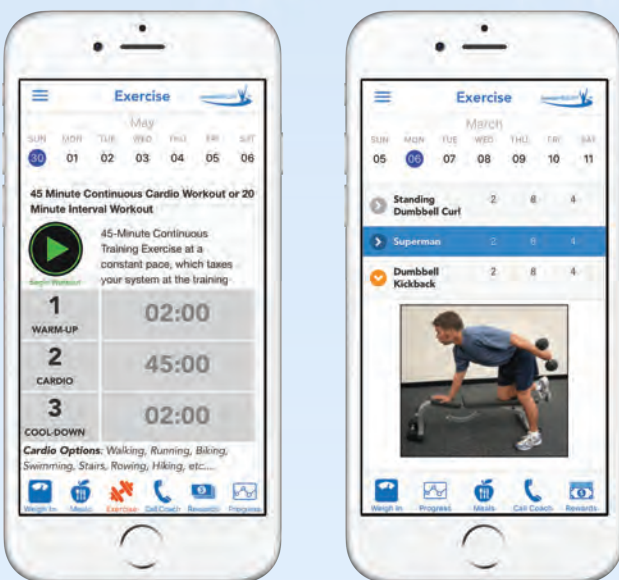 Exercise
May
SUN MON TUE WED THU FRI SAT
30 01 02 03 04 05 06
45 Minute Continuous Cardio Workout or 20
Minute Interval Workout
45-Minute Continuous
Training Exercise at a
constant pace, which taxes
your system at the training
Begin Workout
1 02:00
WARM-UP
2 45:00
CARDIO
3 02:00
COOL-DOWN
Cardio Options: Walking, Running, Biking,
Swimming, Stairs, Rowing, Hiking, etc....
Weigh In Meals Exercise Call Coach Rewards Progress
Exercise
March
SUN MON TUE WED THU FRI SAT
05 06 07 08 09 10 11
Standing 2 8 4
Dumbbell Curl
Superman 2 8 4
Dumbbell 2 8 4
Kickback
Weigh In Progress Meals Call Coach Rewards